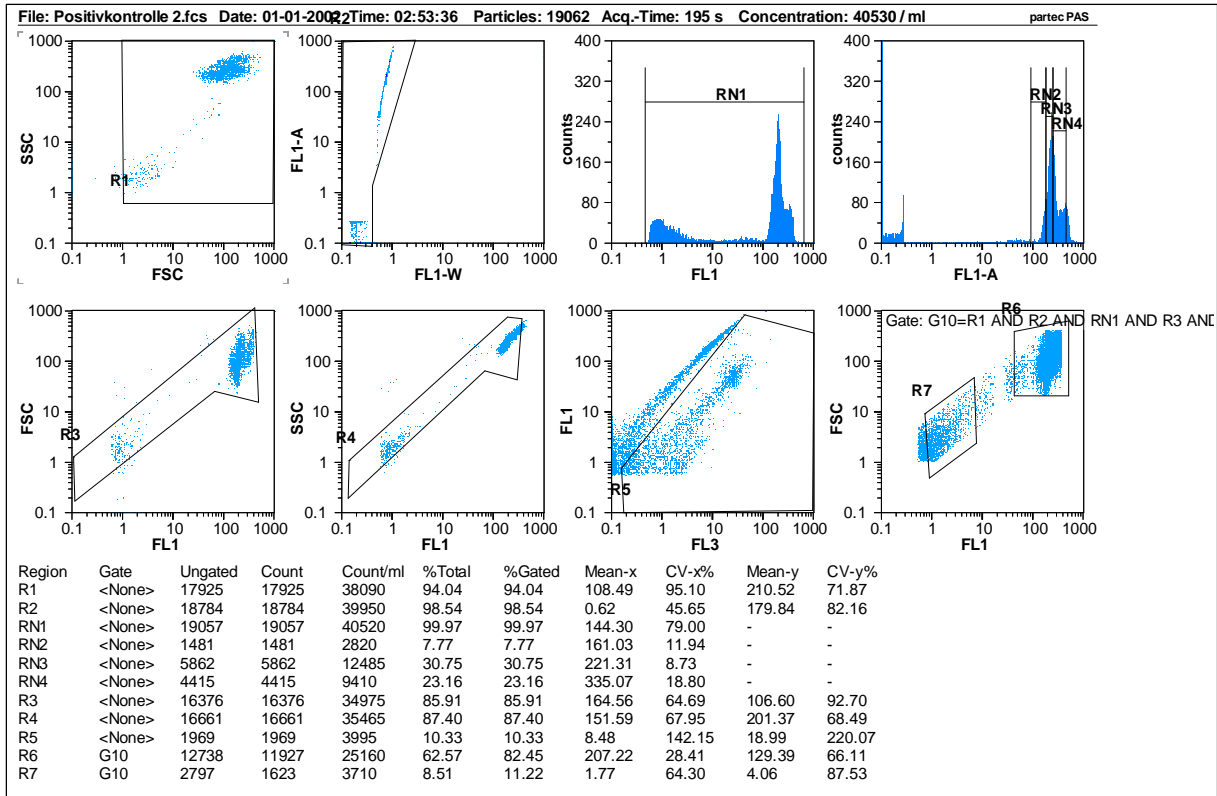 File: Positivkontrolle 2.fcs Date: 01-01-2002 Time: 02:53:36 Particles: 19062 Acq.-Time: 195 s Concentration: 40530 / ml partec PAS
R2
1000
100
10
1
0.1
SSC
R1
0.1 1 10 100 1000
FSC
1000
100
10
1
0.1
FL1-A
0.1 1 10 100 1000
FL1-W
400
320
240
160
80
0
counts
RN1
1 10 100 1000
FL1
400
320
240
160
80
0
counts
RN2
RN3
RN4
1 10 100 1000
FL1-A
1000
100
10
1
0.1
FSC
R3
0.1 1 10 100 1000
FL1
1000
100
10
1
0.1
SSC
R4
0.1 1 10 100 1000
FL1
1000
100
10
1
0.1
FL1
R5
0.1 1 10 100 1000
FL3
R6
Gate: G10=R1 AND R2 AND RN1 AND R3 AND
1000
100
10
1
0.1
FSC
R7
0.1 1 10 100 1000
FL1
Region Gate Ungated Count Count/ml %Total %Gated Mean-x CV-x% Mean-y CV-y%
R1 <None> 17925 17925 38090 94.04 94.04 108.49 95.10 210.52 71.87
R2 <None> 18784 18784 39950 98.54 98.54 0.62 45.65 179.84 82.16
RN1 <None> 19057 19057 40520 99.97 99.97 144.30 79.00 - -
RN2 <None> 1481 1481 2820 7.77 7.77 161.03 11.94 - -
RN3 <None> 5862 5862 12485 30.75 30.75 221.31 8.73 - -
RN4 <None> 4415 4415 9410 23.16 23.16 335.07 18.80 - -
R3 <None> 16376 16376 34975 85.91 85.91 164.56 64.69 106.60 92.70
R4 <None> 16661 16661 35465 87.40 87.40 151.59 67.95 201.37 68.49
R5 <None> 1969 1969 3995 10.33 10.33 8.48 142.15 18.99 220.07
R6 G10 12738 11927 25160 62.57 82.45 207.22 28.41 129.39 66.11
R7 G10 2797 1623 3710 8.51 11.22 1.77 64.30 4.06 87.53